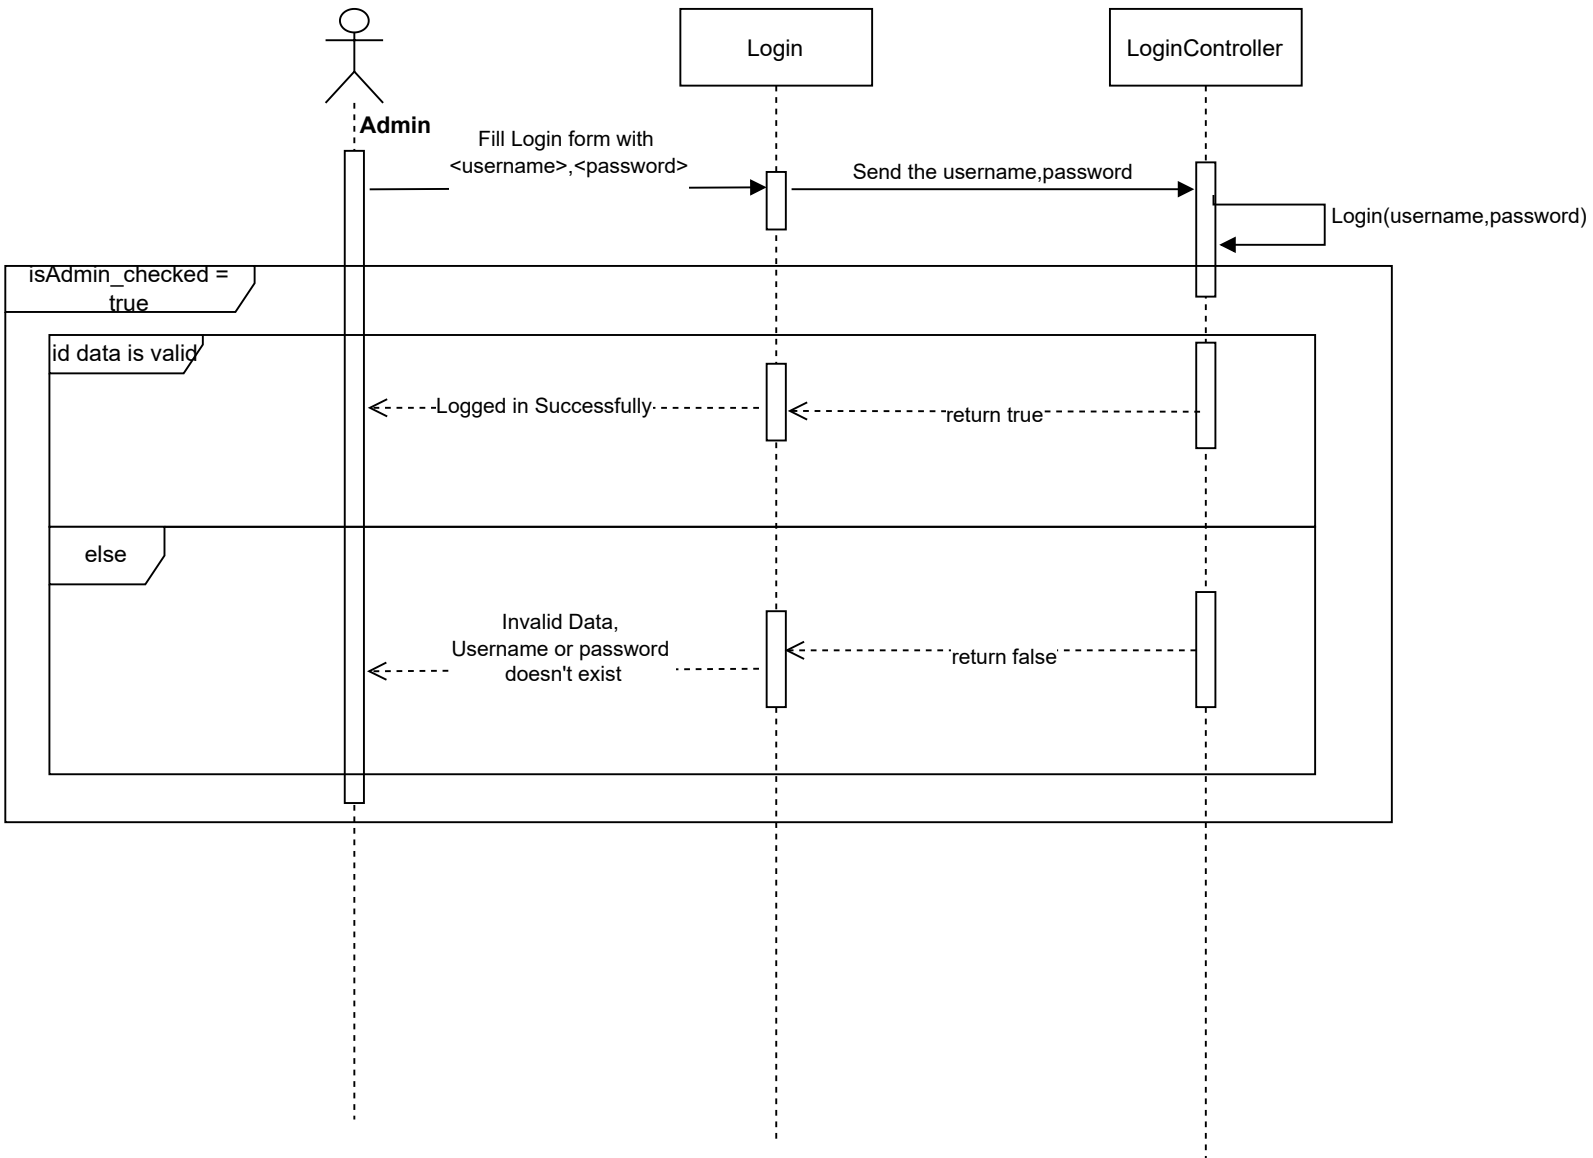 Login
LoginController
Admin
Fill Login form with
<username>,<password>
Send the username,password
Login(username,password)
isAdmin_checked =
true
id data is valid
Logged in Successfully
return true
else
Invalid Data,
Username or password
doesn't exist
return false